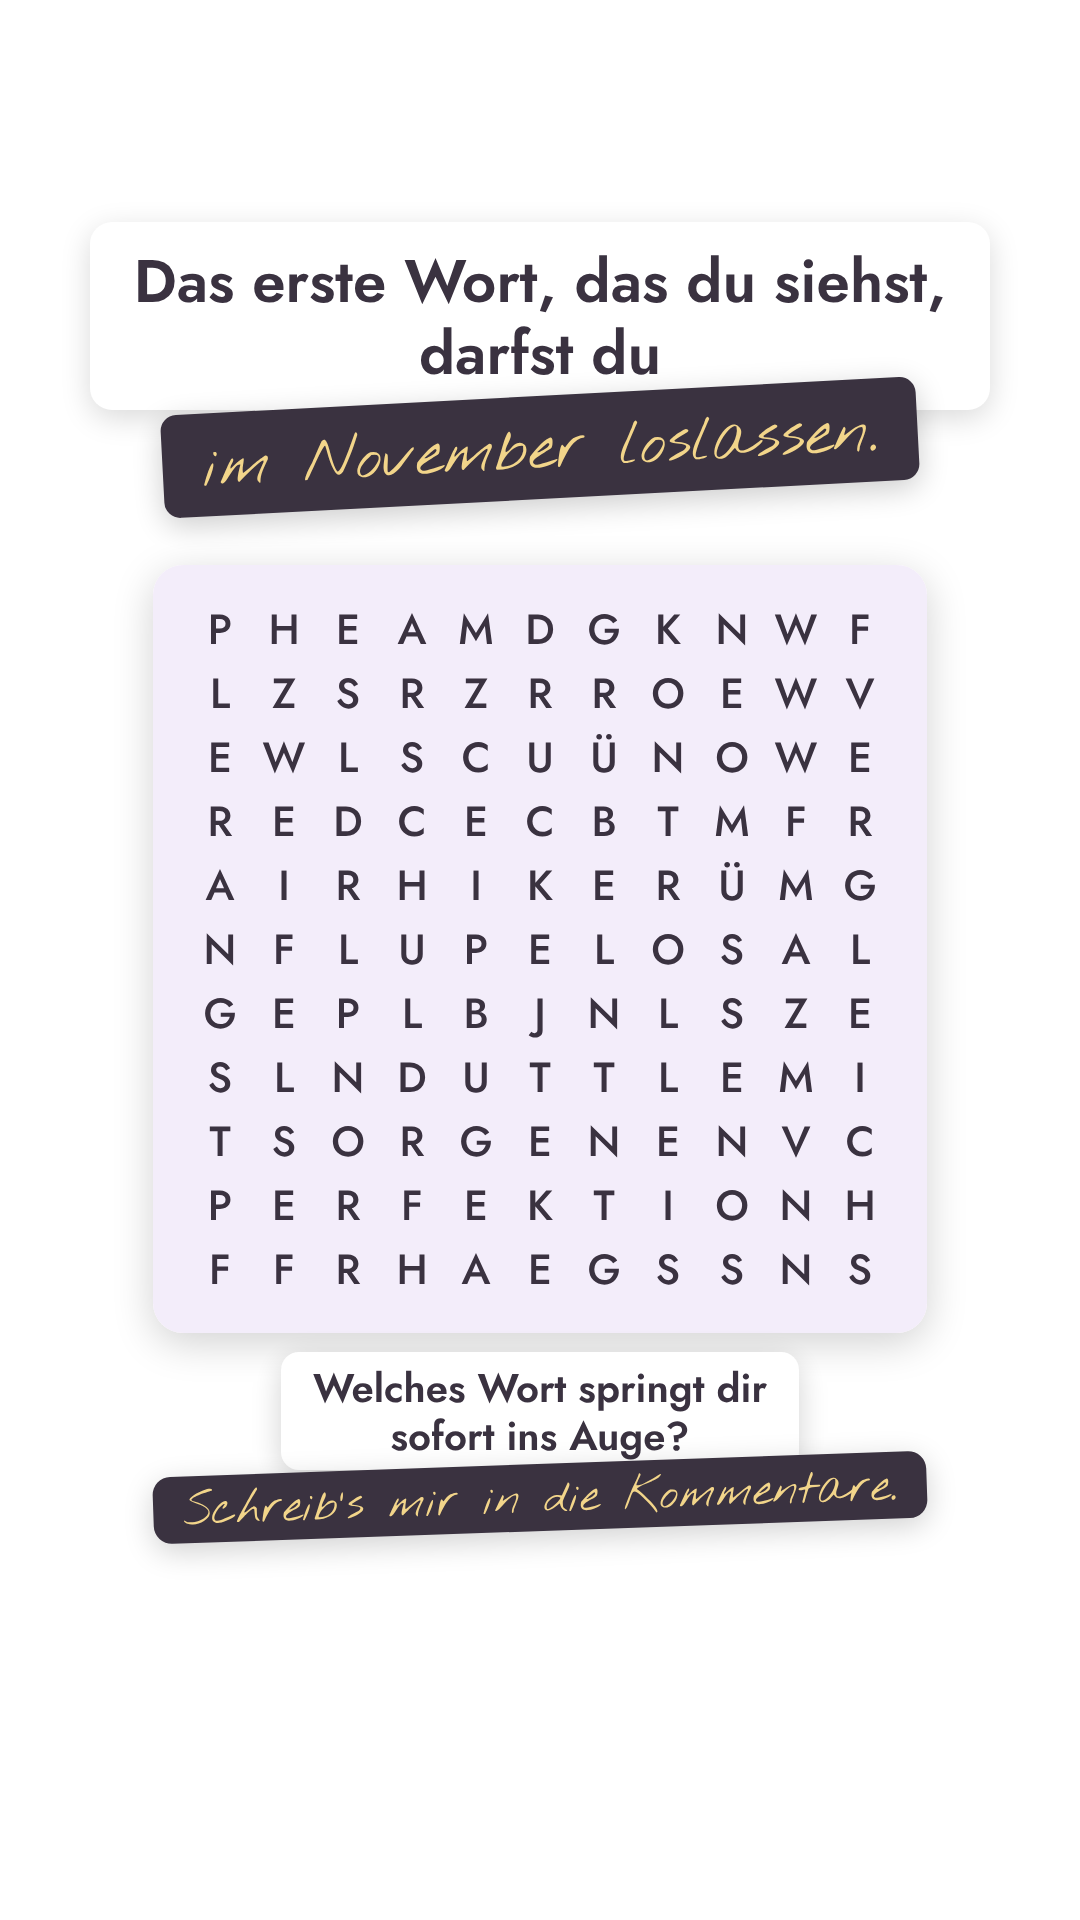 Das erste Wort, das du siehst,
darfst du
im November loslassen.
P H E A M D G K N W F
L Z S R Z R R O E W V
E W L S C U Ü N O W E
R E D C E C B T M F R
A I R H I K E R Ü M G
N F L U P E L O S A L
G E P L B J N L S Z E
S L N D U T T L E M I
T S O R G E N E N V C
P E R F E K T I O N H
F F R H A E G S S N S
Welches Wort springt dir
sofort ins Auge?
Schreib's mir in die Kommentare.